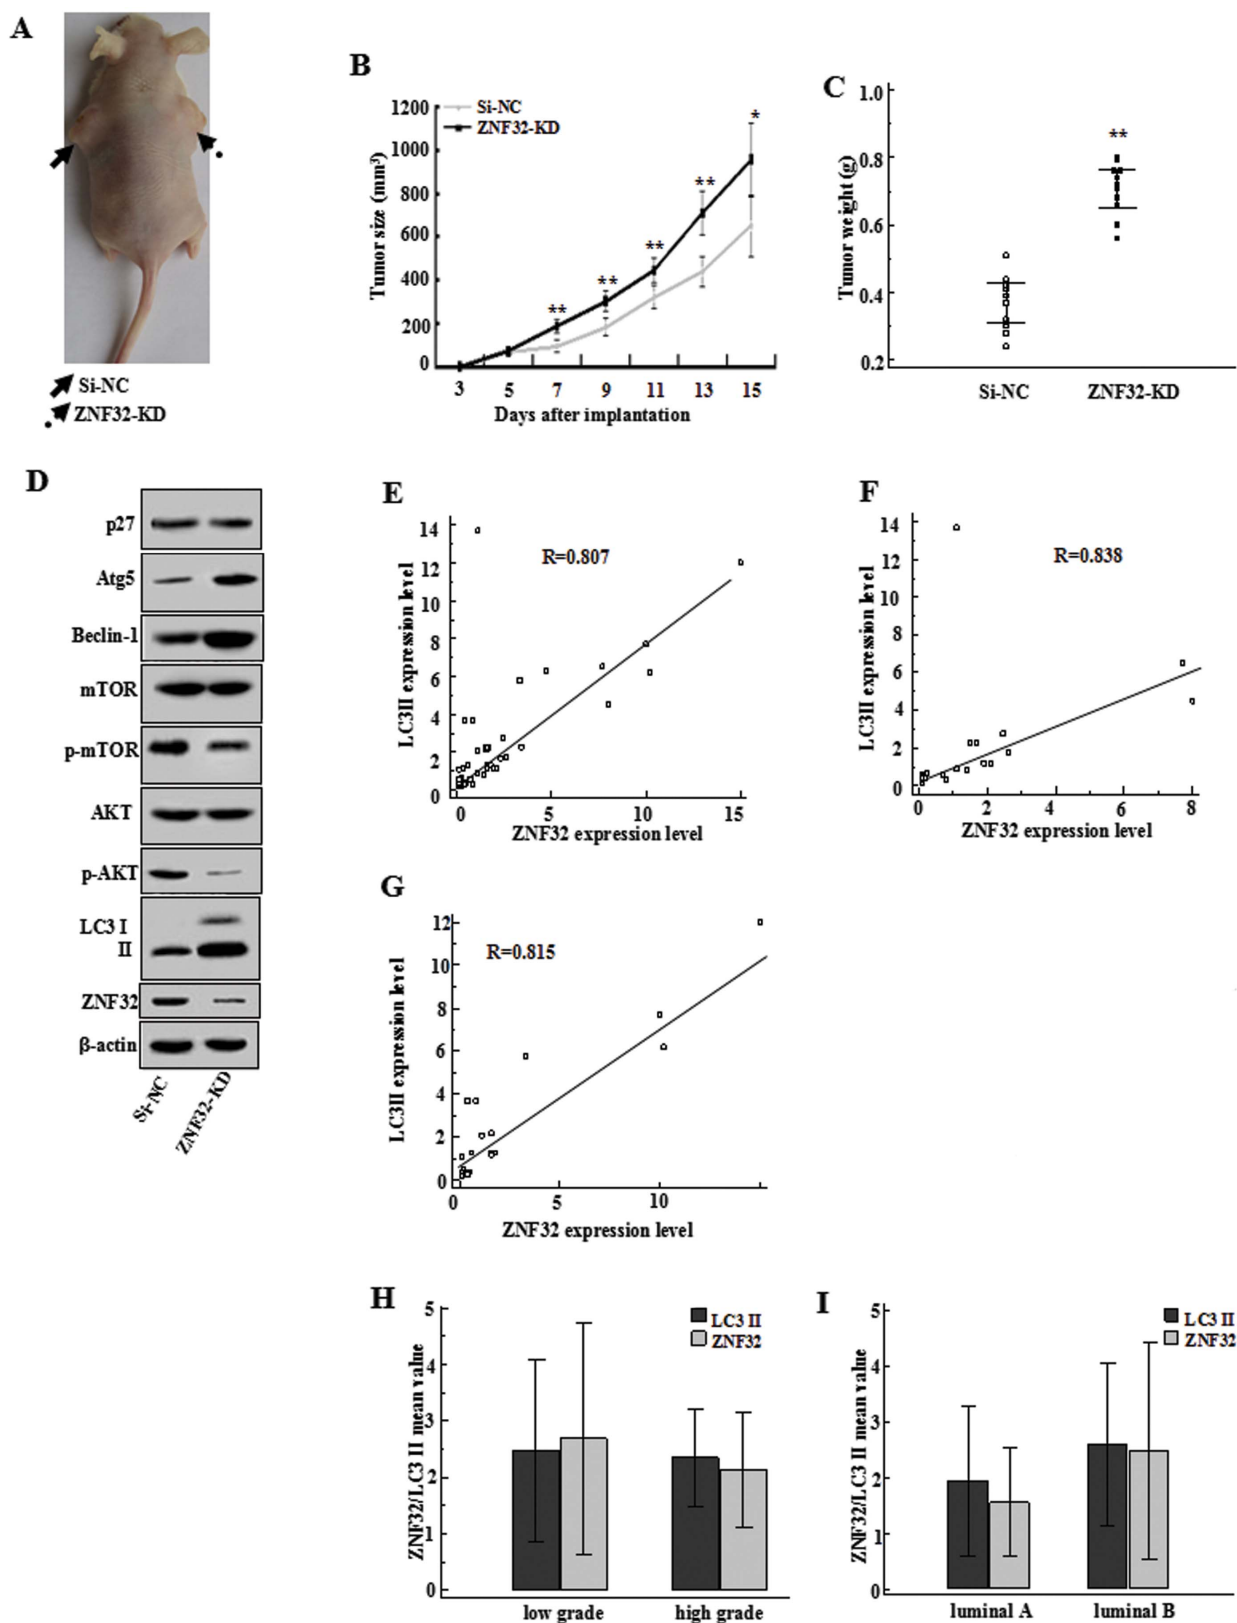 A
Si-NC
ZNF32-KD
B
Si-NC
ZNF32-KD
1200
1000
800
600
400
200
0
Tumor size (mm³)
** ** ** ** *
3 5 7 9 11 13 15
Days after implantation
C
1.0
0.8
0.6
0.4
0.2
Tumor weight (g)
**
Si-NC ZNF32-KD
D
p27
Atg5
Beclin-1
mTOR
p-mTOR
AKT
p-AKT
LC3 I
II
ZNF32
β-actin
Si-NC
ZNF32-KD
E
14
12
8
6
4
2
0
LC3II expression level
R=0.807
0 5 10 15
ZNF32 expression level
F
14
12
10
8
6
4
2
0
LC3II expression level
R=0.838
0 2 4 6 8
ZNF32 expression level
G
12
10
8
6
4
2
0
LC3II expression level
R=0.815
0 5 10
ZNF32 expression level
H
5
4
3
2
1
0
ZNF32/LC3 II mean value
LC3 II
ZNF32
low grade high grade
I
5
4
3
2
1
0
ZNF32/LC3 II mean value
LC3 II
ZNF32
luminal A luminal B